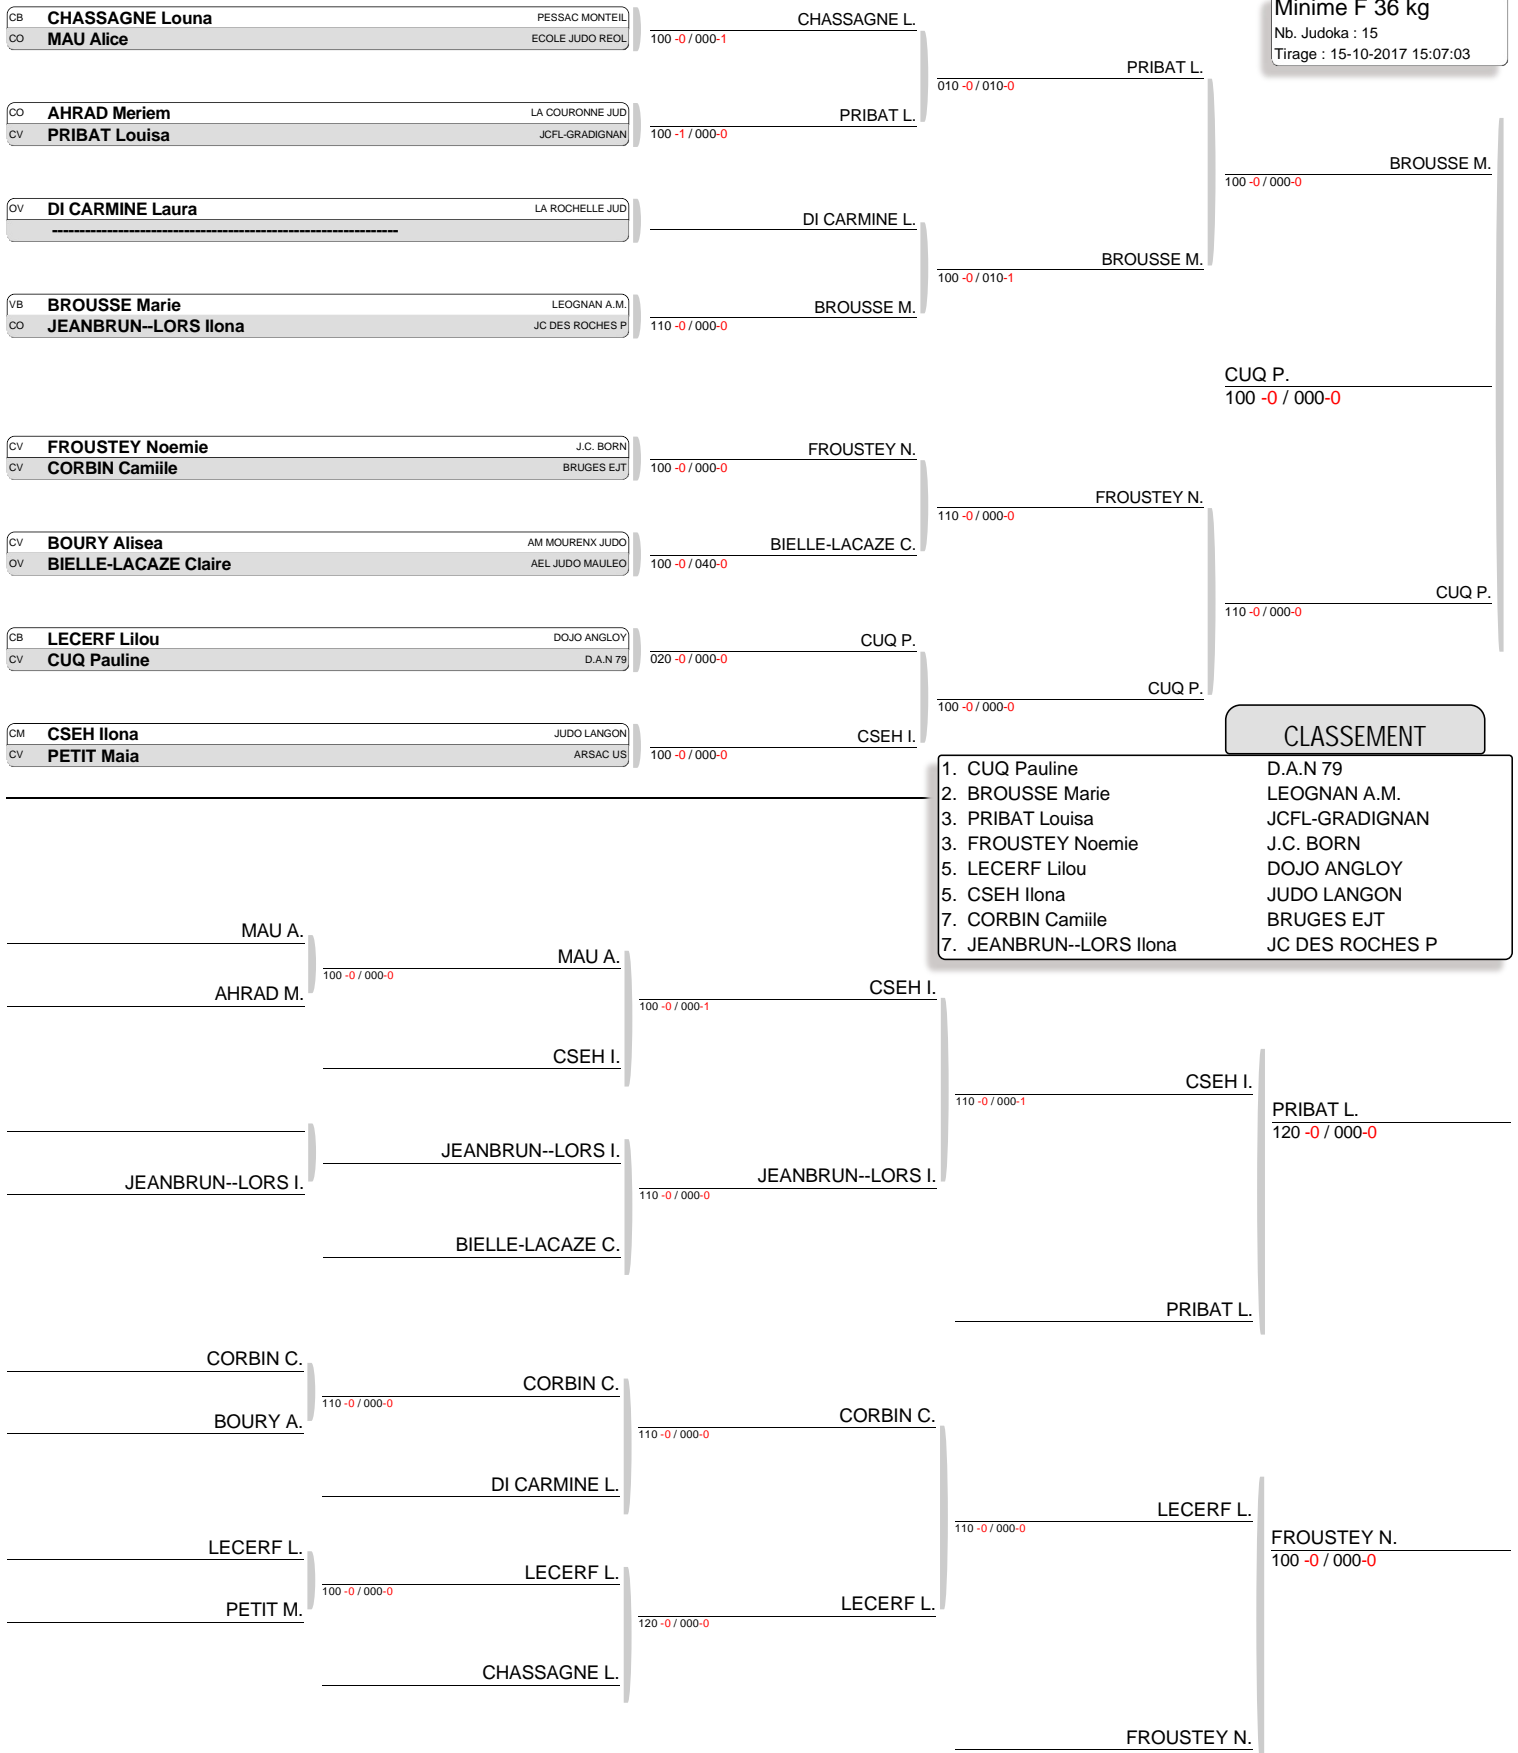 Minime F 36 kg
Nb. Judoka : 15
Tirage : 15-10-2017 15:07:03
CB CHASSAGNE Louna PESSAC MONTEIL
CO MAU Alice ECOLE JUDO REOL
CHASSAGNE L.
100 -0 / 000-1
PRIBAT L.
010 -0 / 010-0
CO AHRAD Meriem LA COURONNE JUD
CV PRIBAT Louisa JCFL-GRADIGNAN
PRIBAT L.
100 -1 / 000-0
BROUSSE M.
100 -0 / 000-0
OV DI CARMINE Laura LA ROCHELLE JUD
----------------------------------------------------------------
DI CARMINE L.
BROUSSE M.
100 -0 / 010-1
VB BROUSSE Marie LEOGNAN A.M.
CO JEANBRUN--LORS Ilona JC DES ROCHES P
BROUSSE M.
110 -0 / 000-0
CUQ P.
100 -0 / 000-0
CV FROUSTEY Noemie J.C. BORN
CV CORBIN Camiile BRUGES EJT
FROUSTEY N.
100 -0 / 000-0
FROUSTEY N.
110 -0 / 000-0
CV BOURY Alisea AM MOURENX JUDO
OV BIELLE-LACAZE Claire AEL JUDO MAULEO
BIELLE-LACAZE C.
100 -0 / 040-0
CUQ P.
110 -0 / 000-0
CB LECERF Lilou DOJO ANGLOY
CV CUQ Pauline D.A.N 79
CUQ P.
020 -0 / 000-0
CUQ P.
100 -0 / 000-0
CM CSEH Ilona JUDO LANGON
CV PETIT Maia ARSAC US
CSEH I.
100 -0 / 000-0
CLASSEMENT
1. CUQ Pauline D.A.N 79
2. BROUSSE Marie LEOGNAN A.M.
3. PRIBAT Louisa JCFL-GRADIGNAN
3. FROUSTEY Noemie J.C. BORN
5. LECERF Lilou DOJO ANGLOY
5. CSEH Ilona JUDO LANGON
7. CORBIN Camiile BRUGES EJT
7. JEANBRUN--LORS Ilona JC DES ROCHES P
MAU A.
MAU A.
100 -0 / 000-0
AHRAD M.
CSEH I.
100 -0 / 000-1
CSEH I.
CSEH I.
110 -0 / 000-1
PRIBAT L.
120 -0 / 000-0
JEANBRUN--LORS I.
JEANBRUN--LORS I.
JEANBRUN--LORS I.
110 -0 / 000-0
BIELLE-LACAZE C.
PRIBAT L.
CORBIN C.
CORBIN C.
110 -0 / 000-0
BOURY A.
CORBIN C.
110 -0 / 000-0
DI CARMINE L.
LECERF L.
110 -0 / 000-0
FROUSTEY N.
100 -0 / 000-0
LECERF L.
LECERF L.
100 -0 / 000-0
PETIT M.
LECERF L.
120 -0 / 000-0
CHASSAGNE L.
FROUSTEY N.